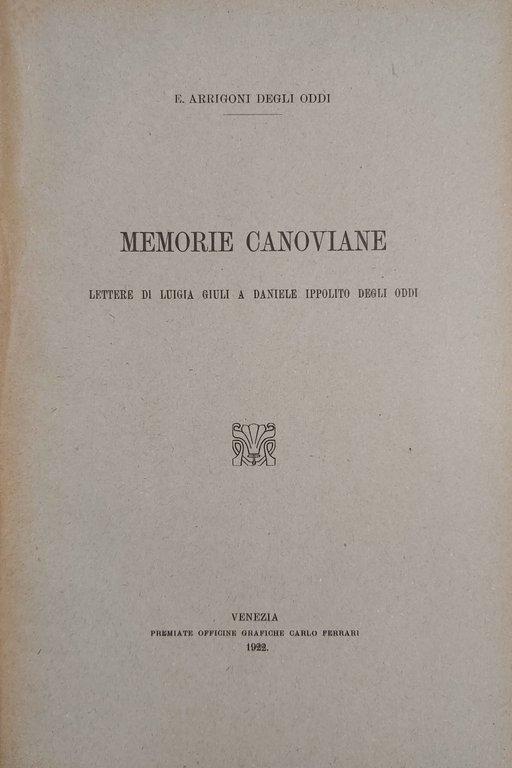 E. ARRIGONI DEGLI ODDI
MEMORIE CANOVIANE
LETTERE DI LUIGIA GIULI A DANIELE IPPOLITO DEGLI ODDI
VENEZIA
PREMIATE OFFICINE GRAFICHE CARLO FERRARI
1922.